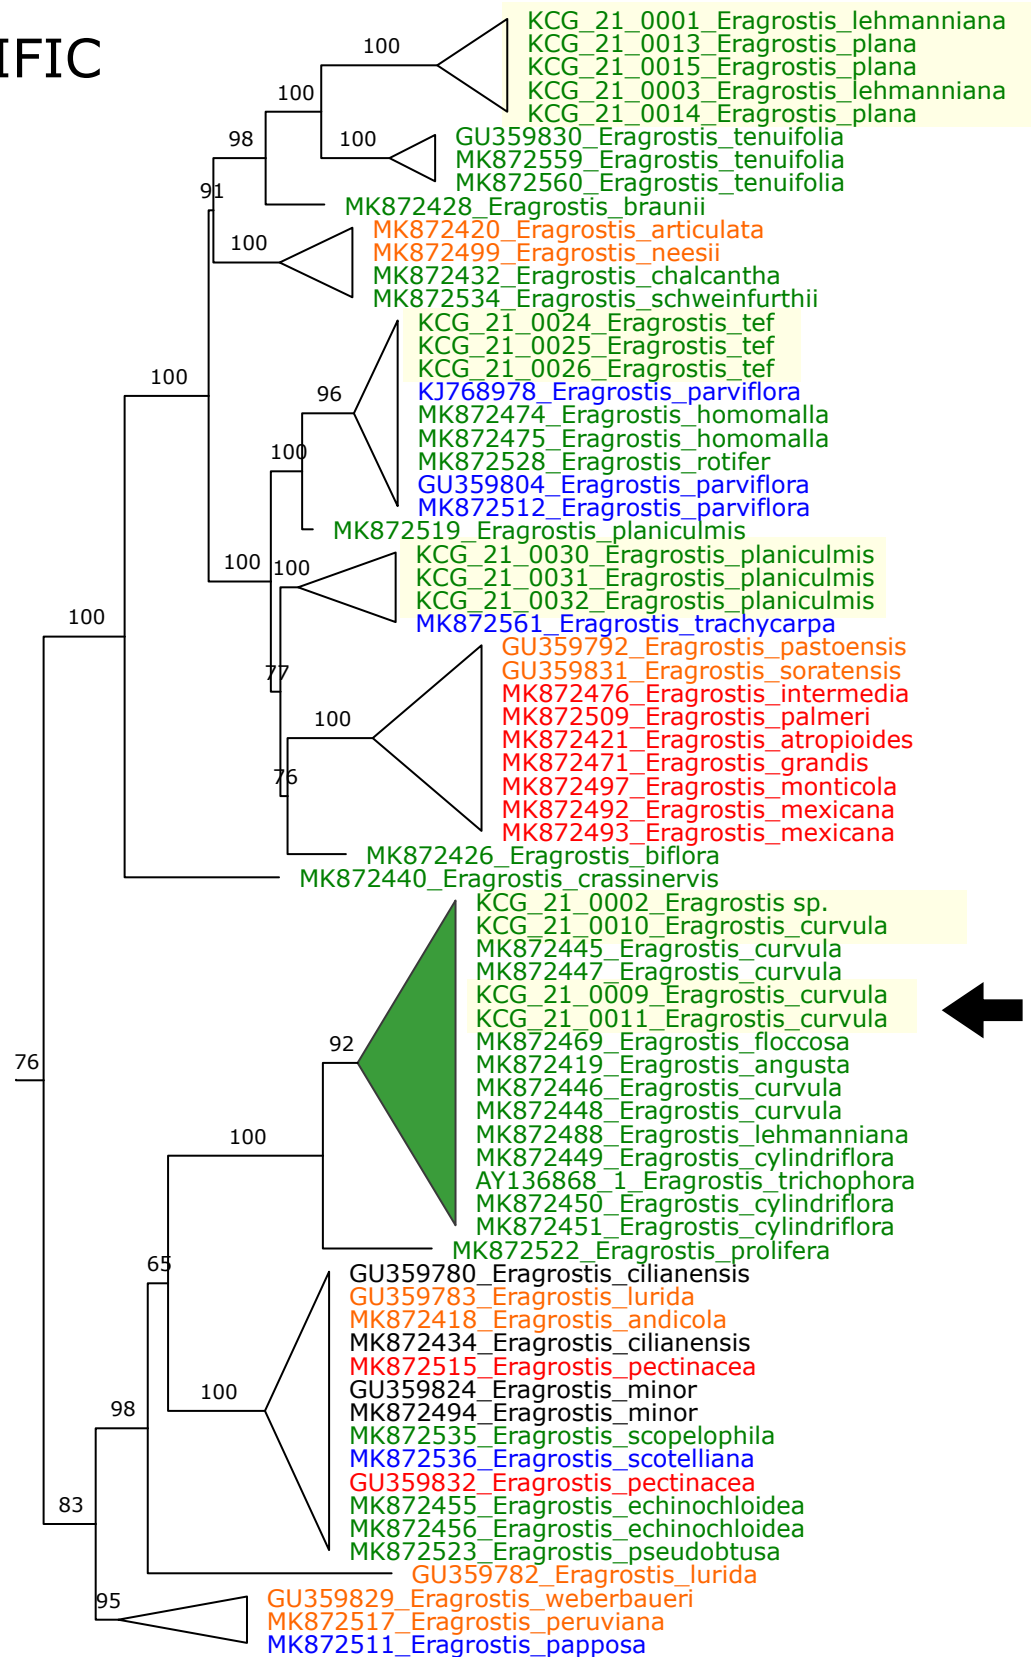 IFIC
KCG_21_0001_Eragrostis_lehmanniana
100
KCG_21_0013_Eragrostis_plana
KCG_21_0015_Eragrostis_plana
100
KCG_21_0003_Eragrostis_lehmanniana
KCG_21_0014_Eragrostis_plana
98
100
GU359830_Eragrostis_tenuifolia
MK872559_Eragrostis_tenuifolia
MK872560_Eragrostis_tenuifolia
91
MK872428_Eragrostis_braunii
100
MK872420_Eragrostis_articulata
MK872499_Eragrostis_neesii
MK872432_Eragrostis_chalcantha
MK872534_Eragrostis_schweinfurthii
KCG_21_0024_Eragrostis_tef
KCG_21_0025_Eragrostis_tef
100
KCG_21_0026_Eragrostis_tef
96
KJ768978_Eragrostis_parviflora
MK872474_Eragrostis_homomalla
MK872475_Eragrostis_homomalla
100
MK872528_Eragrostis_rotifer
GU359804_Eragrostis_parviflora
MK872512_Eragrostis_parviflora
MK872519_Eragrostis_planiculmis
100
100
KCG_21_0030_Eragrostis_planiculmis
KCG_21_0031_Eragrostis_planiculmis
KCG_21_0032_Eragrostis_planiculmis
100
MK872561_Eragrostis_trachycarpa
GU359792_Eragrostis_pastoensis
77
GU359831_Eragrostis_soratensis
MK872476_Eragrostis_intermedia
100
MK872509_Eragrostis_palmeri
MK872421_Eragrostis_atropioides
76
MK872471_Eragrostis_grandis
MK872497_Eragrostis_monticola
MK872492_Eragrostis_mexicana
MK872493_Eragrostis_mexicana
MK872426_Eragrostis_biflora
MK872440_Eragrostis_crassinervis
KCG_21_0002_Eragrostis sp.
KCG_21_0010_Eragrostis_curvula
MK872445_Eragrostis_curvula
MK872447_Eragrostis_curvula
KCG_21_0009_Eragrostis_curvula
KCG_21_0011_Eragrostis_curvula
92
MK872469_Eragrostis_floccosa
76
MK872419_Eragrostis_angusta
MK872446_Eragrostis_curvula
MK872448_Eragrostis_curvula
100
MK872488_Eragrostis_lehmanniana
MK872449_Eragrostis_cylindriflora
AY136868_1_Eragrostis_trichophora
MK872450_Eragrostis_cylindriflora
MK872451_Eragrostis_cylindriflora
MK872522_Eragrostis_prolifera
65
GU359780_Eragrostis_cilianensis
GU359783_Eragrostis_lurida
MK872418_Eragrostis_andicola
MK872434_Eragrostis_cilianensis
MK872515_Eragrostis_pectinacea
100
GU359824_Eragrostis_minor
98
MK872494_Eragrostis_minor
MK872535_Eragrostis_scopelophila
MK872536_Eragrostis_scotelliana
GU359832_Eragrostis_pectinacea
83
MK872455_Eragrostis_echinochloidea
MK872456_Eragrostis_echinochloidea
MK872523_Eragrostis_pseudobtusa
GU359782_Eragrostis_lurida
95
GU359829_Eragrostis_weberbaueri
MK872517_Eragrostis_peruviana
MK872511_Eragrostis_papposa